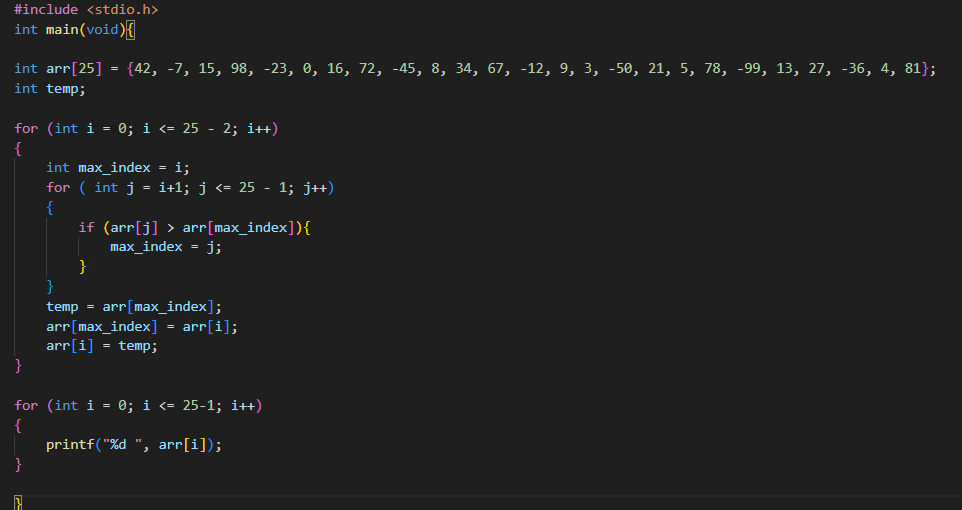 #include <stdio.h>
int main(void){
int arr[25] = {42, -7, 15, 98, -23, 0, 16, 72, -45, 8, 34, 67, -12, 9, 3, -50, 21, 5, 78, -99, 13, 27, -36, 4, 81};
int temp;
for (int i = 0; i <= 25 - 2; i++)
{
    int max_index = i;
    for ( int j = i+1; j <= 25 - 1; j++)
    {
        if (arr[j] > arr[max_index]){
            max_index = j;
        }
    }
    temp = arr[max_index];
    arr[max_index] = arr[i];
    arr[i] = temp;
}
for (int i = 0; i <= 25-1; i++)
{
    printf("%d ", arr[i]);
}
}